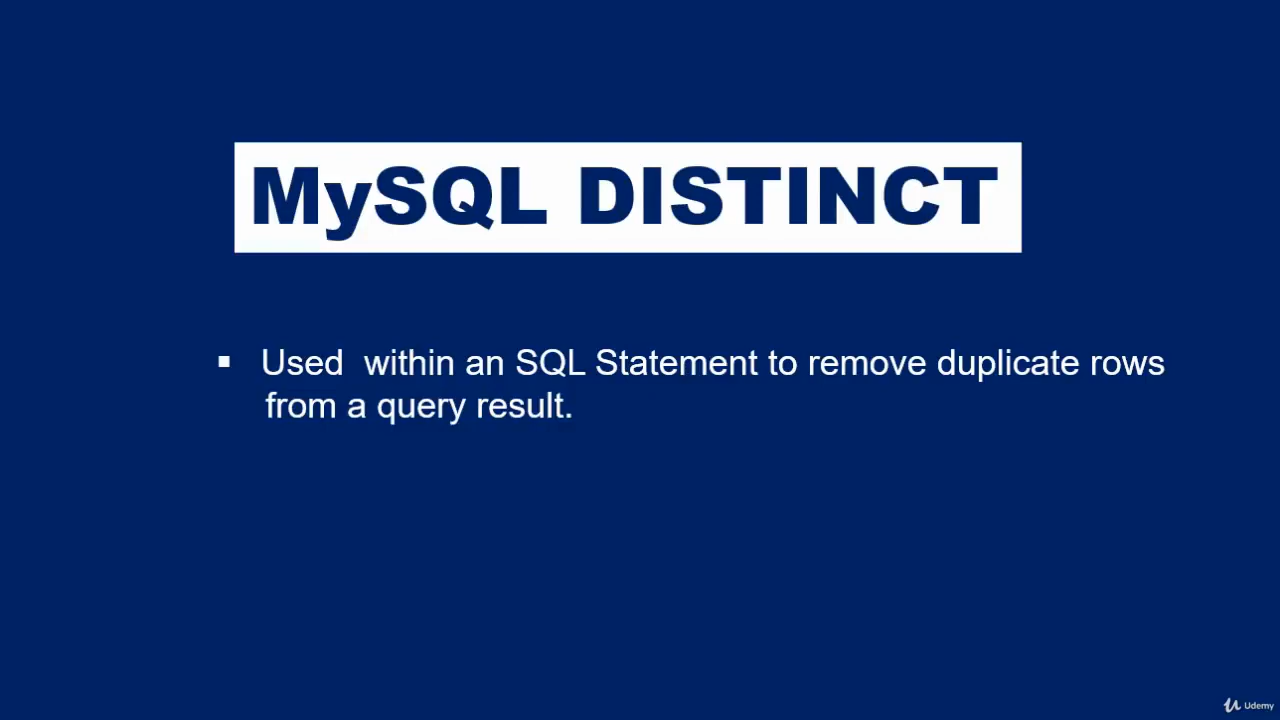 MySQL DISTINCT
▪ Used within an SQL Statement to remove duplicate rows
from a query result.
Udemy